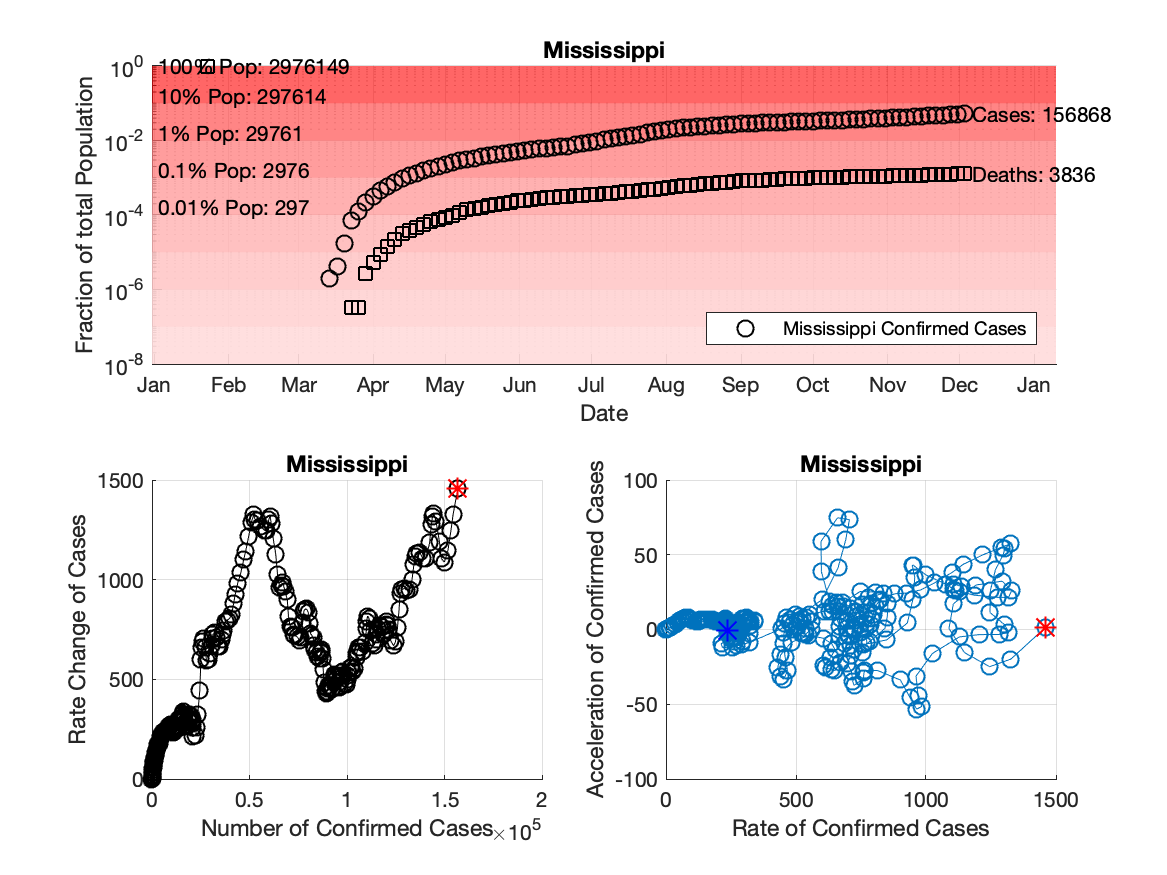 Mississippi
10^0
10^-2
10^-4
10^-6
10^-8
Fraction of total Population
100% Pop: 2976149
10% Pop: 297614
1% Pop: 29761
0.1% Pop: 2976
0.01% Pop: 297
Cases: 156868
Deaths: 3836
Mississippi Confirmed Cases
Jan Feb Mar Apr May Jun Jul Aug Sep Oct Nov Dec Jan
Date
Mississippi
1500
1000
500
0
Rate Change of Cases
0 0.5 1 1.5 2
Number of Confirmed Cases ×10^5
Mississippi
100
50
0
-50
-100
Acceleration of Confirmed Cases
0 500 1000 1500
Rate of Confirmed Cases